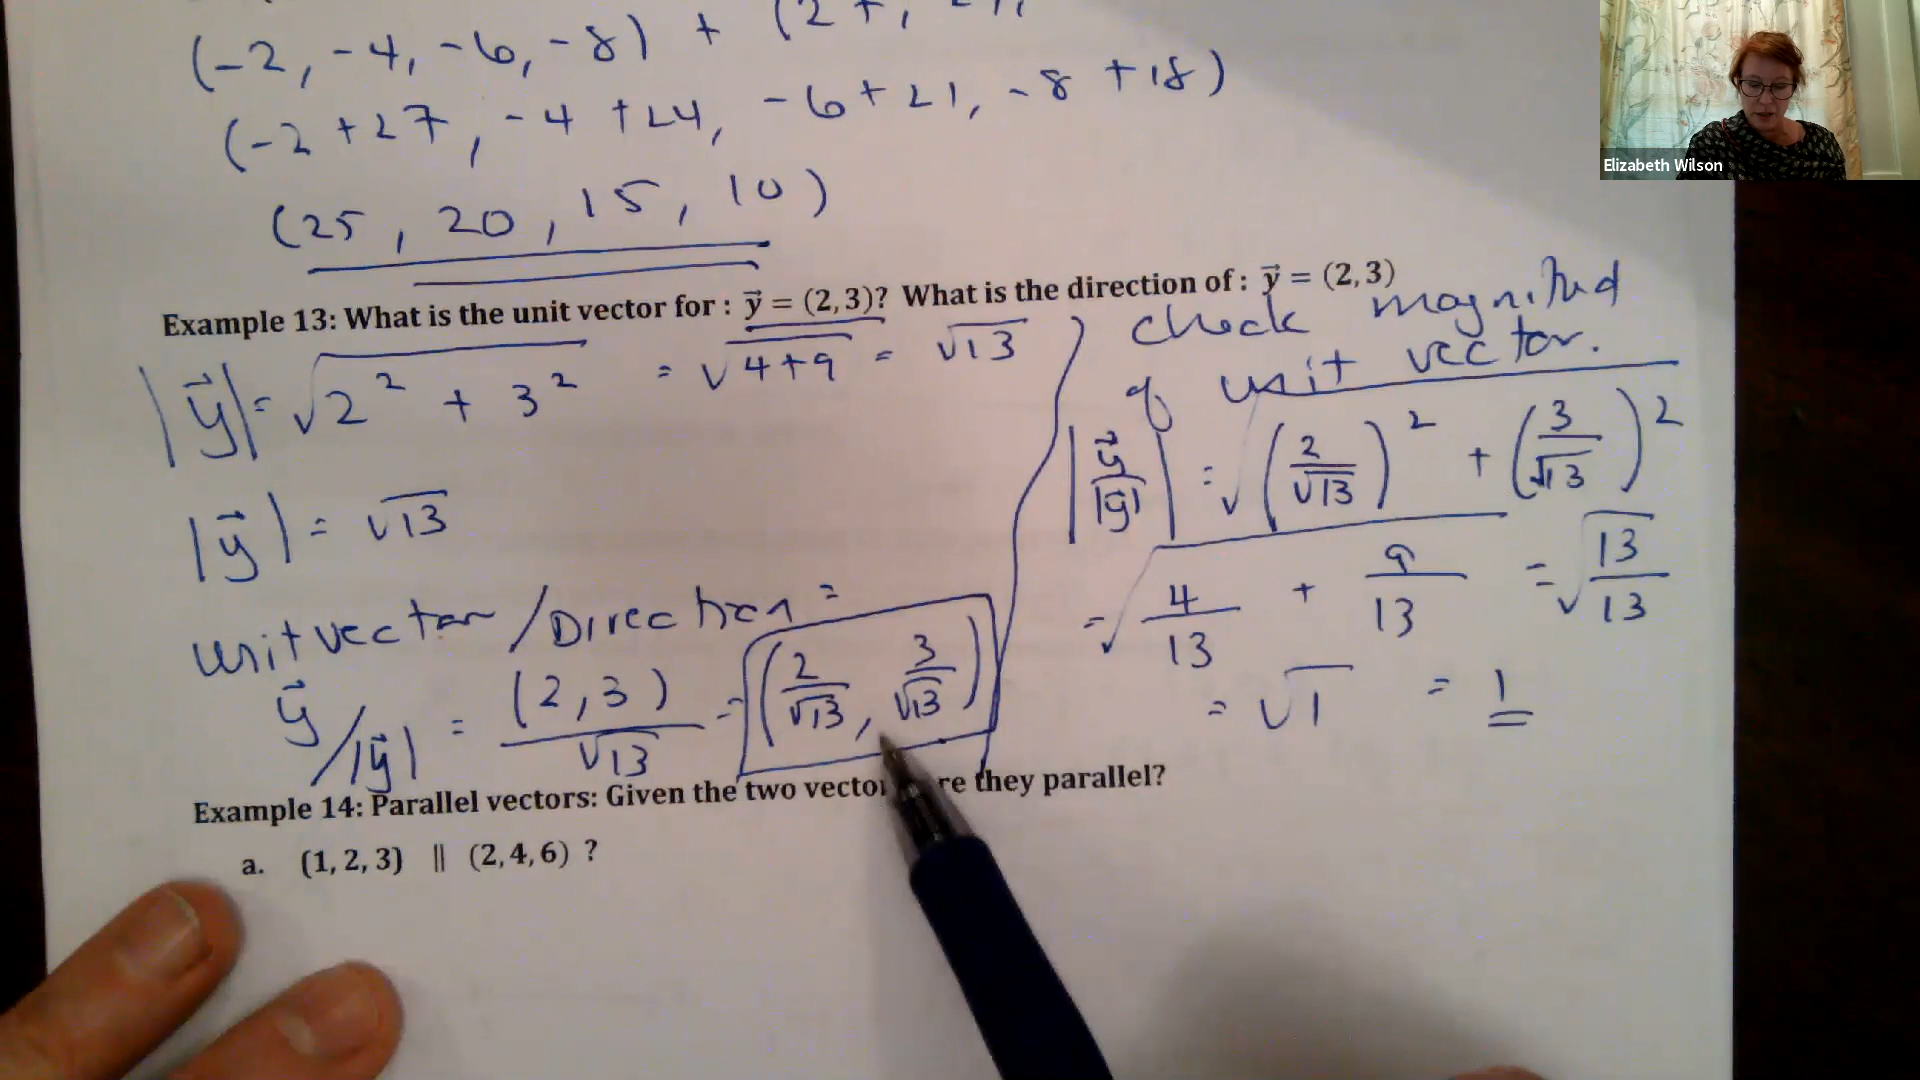 (-2, -4, -6, -8) + (2
(-2+27, -4+24, -6+21, -8+18)
(25, 20, 15, 10)
Elizabeth Wilson
Example 13: What is the unit vector for : y⃗ = (2,3)? What is the direction of : y⃗ = (2,3)
|y⃗| = √2² + 3² = √4+9 = √13
|y⃗| = √13
unit vector/Direction =
y⃗/|y⃗| = (2,3)/√13 = (2/√13, 3/√13)
check magnitud
of unit vector.
|y⃗/|y⃗|| = √(2/√13)² + (3/√13)²
= √4/13 + 9/13 = √13/13
= √1 = 1
Example 14: Parallel vectors: Given the two vector re they parallel?
a. (1,2,3) || (2,4,6) ?